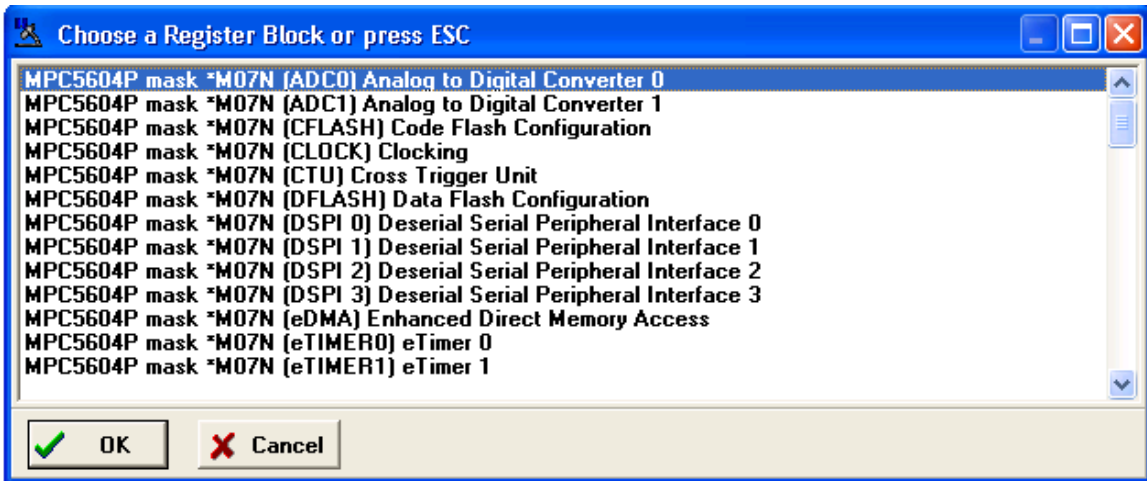 Choose a Register Block or press ESC
MPC5604P mask *M07N (ADC0) Analog to Digital Converter 0
MPC5604P mask *M07N (ADC1) Analog to Digital Converter 1
MPC5604P mask *M07N (CFLASH) Code Flash Configuration
MPC5604P mask *M07N (CLOCK) Clocking
MPC5604P mask *M07N (CTU) Cross Trigger Unit
MPC5604P mask *M07N (DFLASH) Data Flash Configuration
MPC5604P mask *M07N (DSPI 0) Deserial Serial Peripheral Interface 0
MPC5604P mask *M07N (DSPI 1) Deserial Serial Peripheral Interface 1
MPC5604P mask *M07N (DSPI 2) Deserial Serial Peripheral Interface 2
MPC5604P mask *M07N (DSPI 3) Deserial Serial Peripheral Interface 3
MPC5604P mask *M07N (eDMA) Enhanced Direct Memory Access
MPC5604P mask *M07N (eTIMER0) eTimer 0
MPC5604P mask *M07N (eTIMER1) eTimer 1
OK Cancel